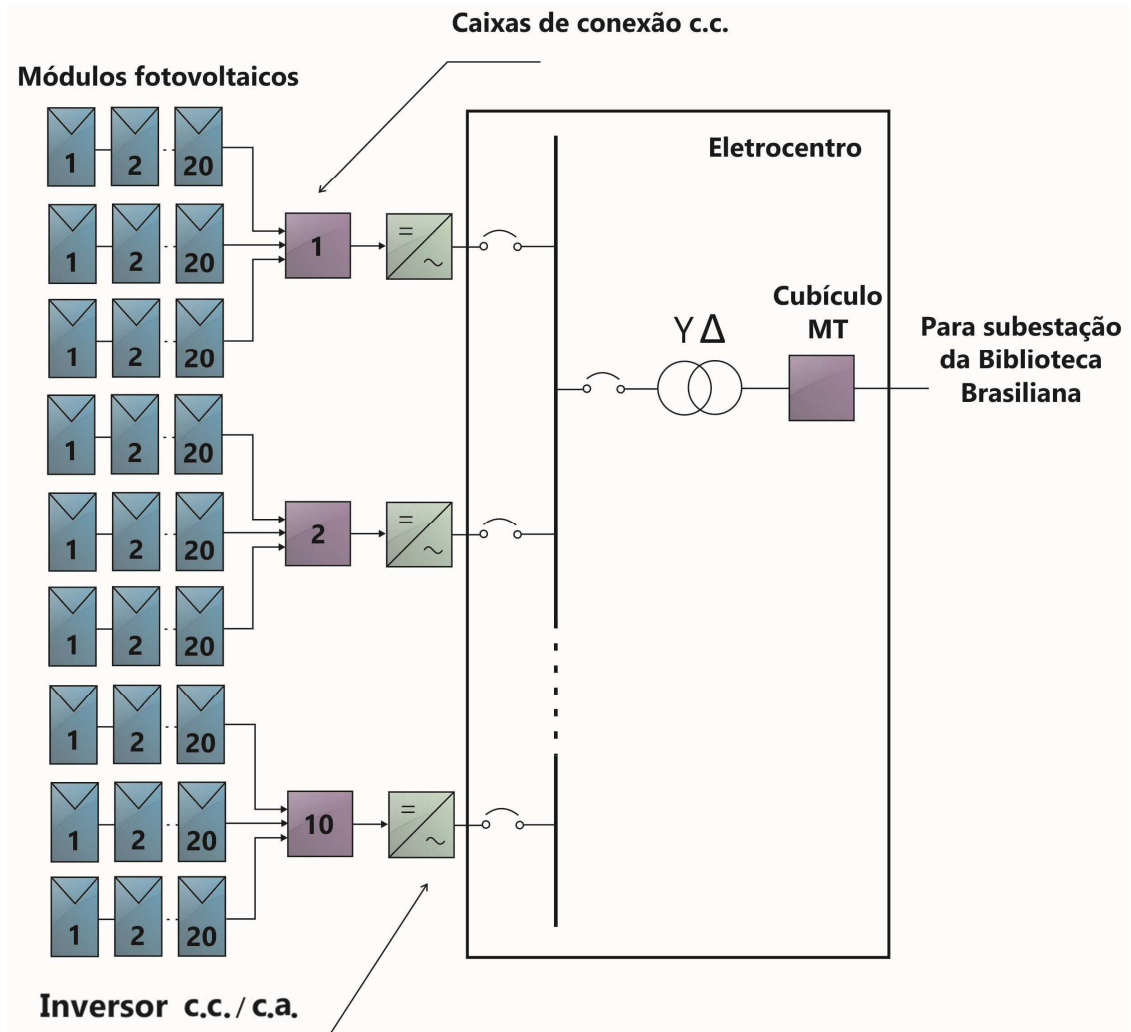 Caixas de conexão c.c.
Módulos fotovoltaicos
1 2 20
1 2 20
1 2 20
1
=
~
1 2 20
1 2 20
1 2 20
2
=
~
1 2 20
1 2 20
1 2 20
10
=
~
Inversor c.c./c.a.
Eletrocentro
Y Δ
Cubículo
MT
Para subestação
da Biblioteca
Brasiliana